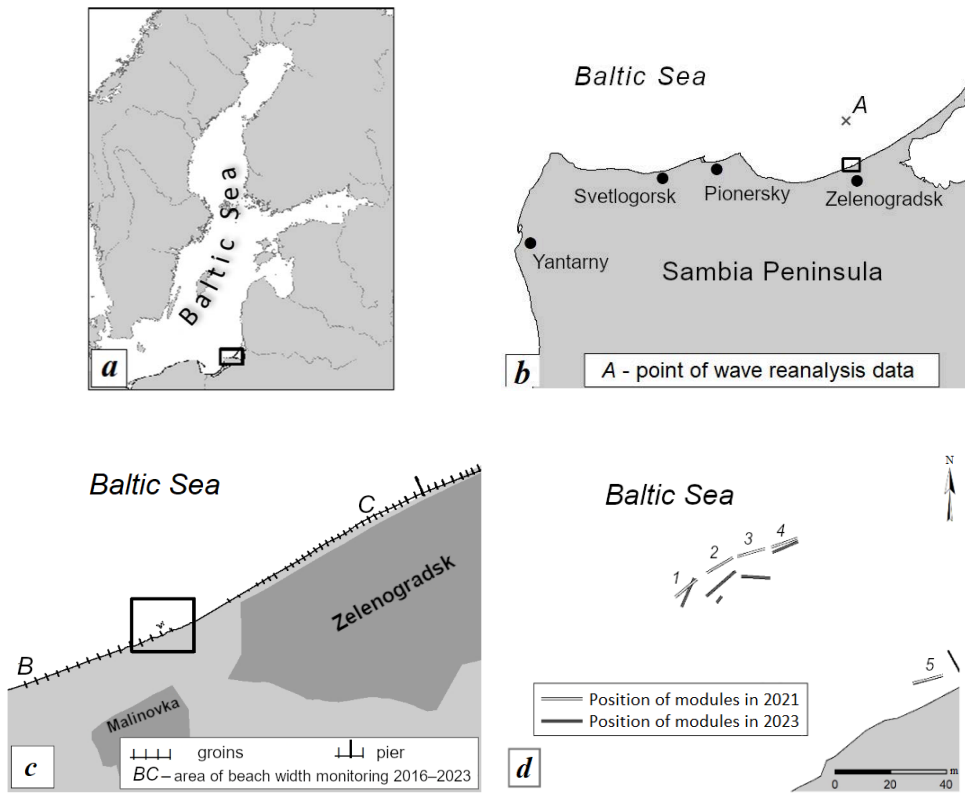 Baltic Sea
a
Baltic Sea
A
Svetlogorsk
Pionersky
Zelenogradsk
Yantarny
Sambia Peninsula
b
A - point of wave reanalysis data
Baltic Sea
C
Zelenogradsk
B
Malinovka
groins
pier
BC – area of beach width monitoring 2016–2023
c
N
Baltic Sea
4
3
2
1
5
Position of modules in 2021
Position of modules in 2023
d
m
0 20 40